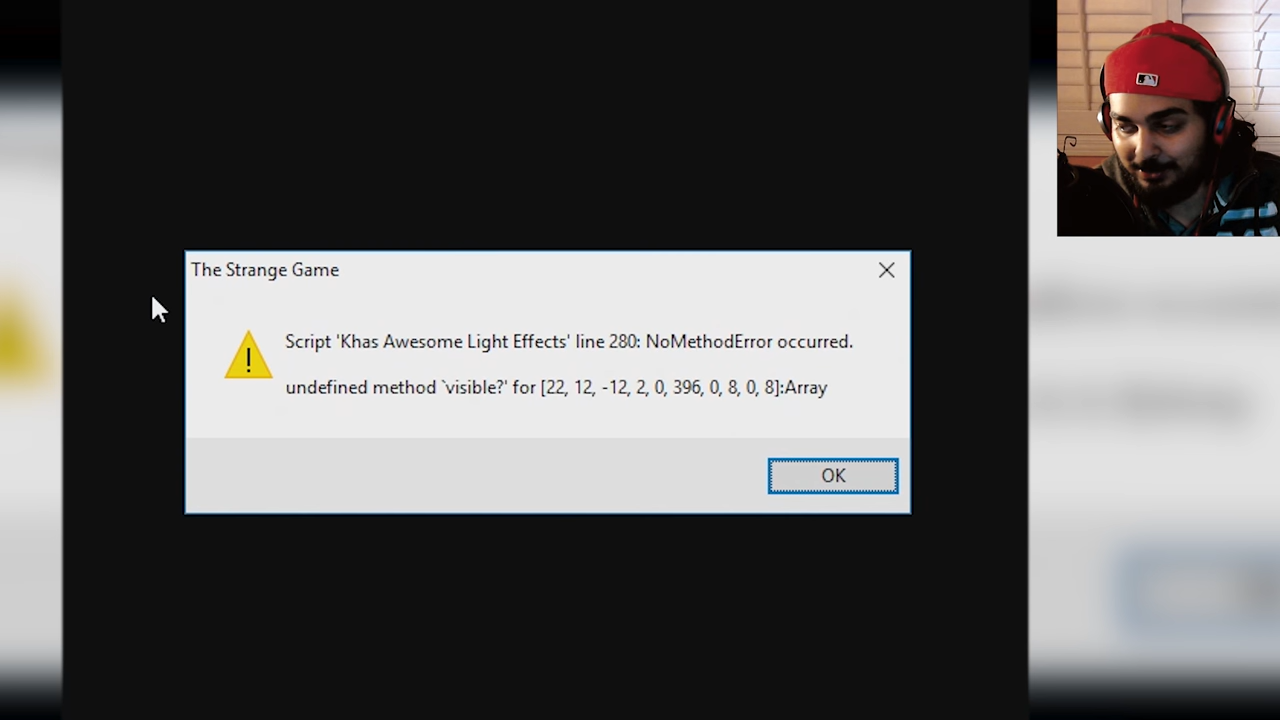 The Strange Game
Script 'Khas Awesome Light Effects' line 280: NoMethodError occurred.
undefined method `visible?' for [22, 12, -12, 2, 0, 396, 0, 8, 0, 8]:Array
OK